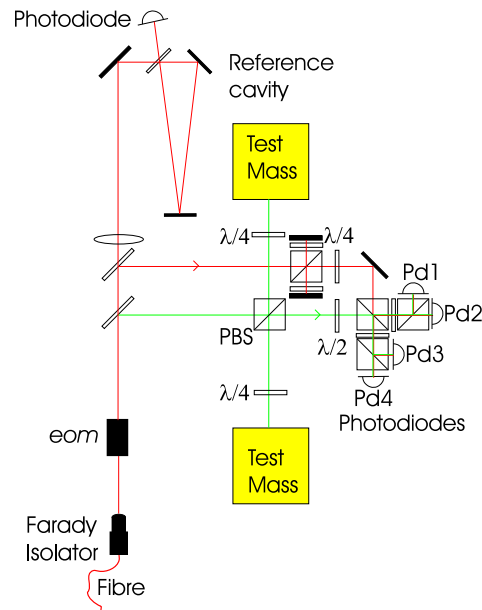 Photodiode
Reference
cavity
Test
Mass
λ/4
λ/4
Pd1
Pd2
PBS
λ/2
Pd3
λ/4
Pd4
Photodiodes
eom
Test
Mass
Farady
Isolator
Fibre